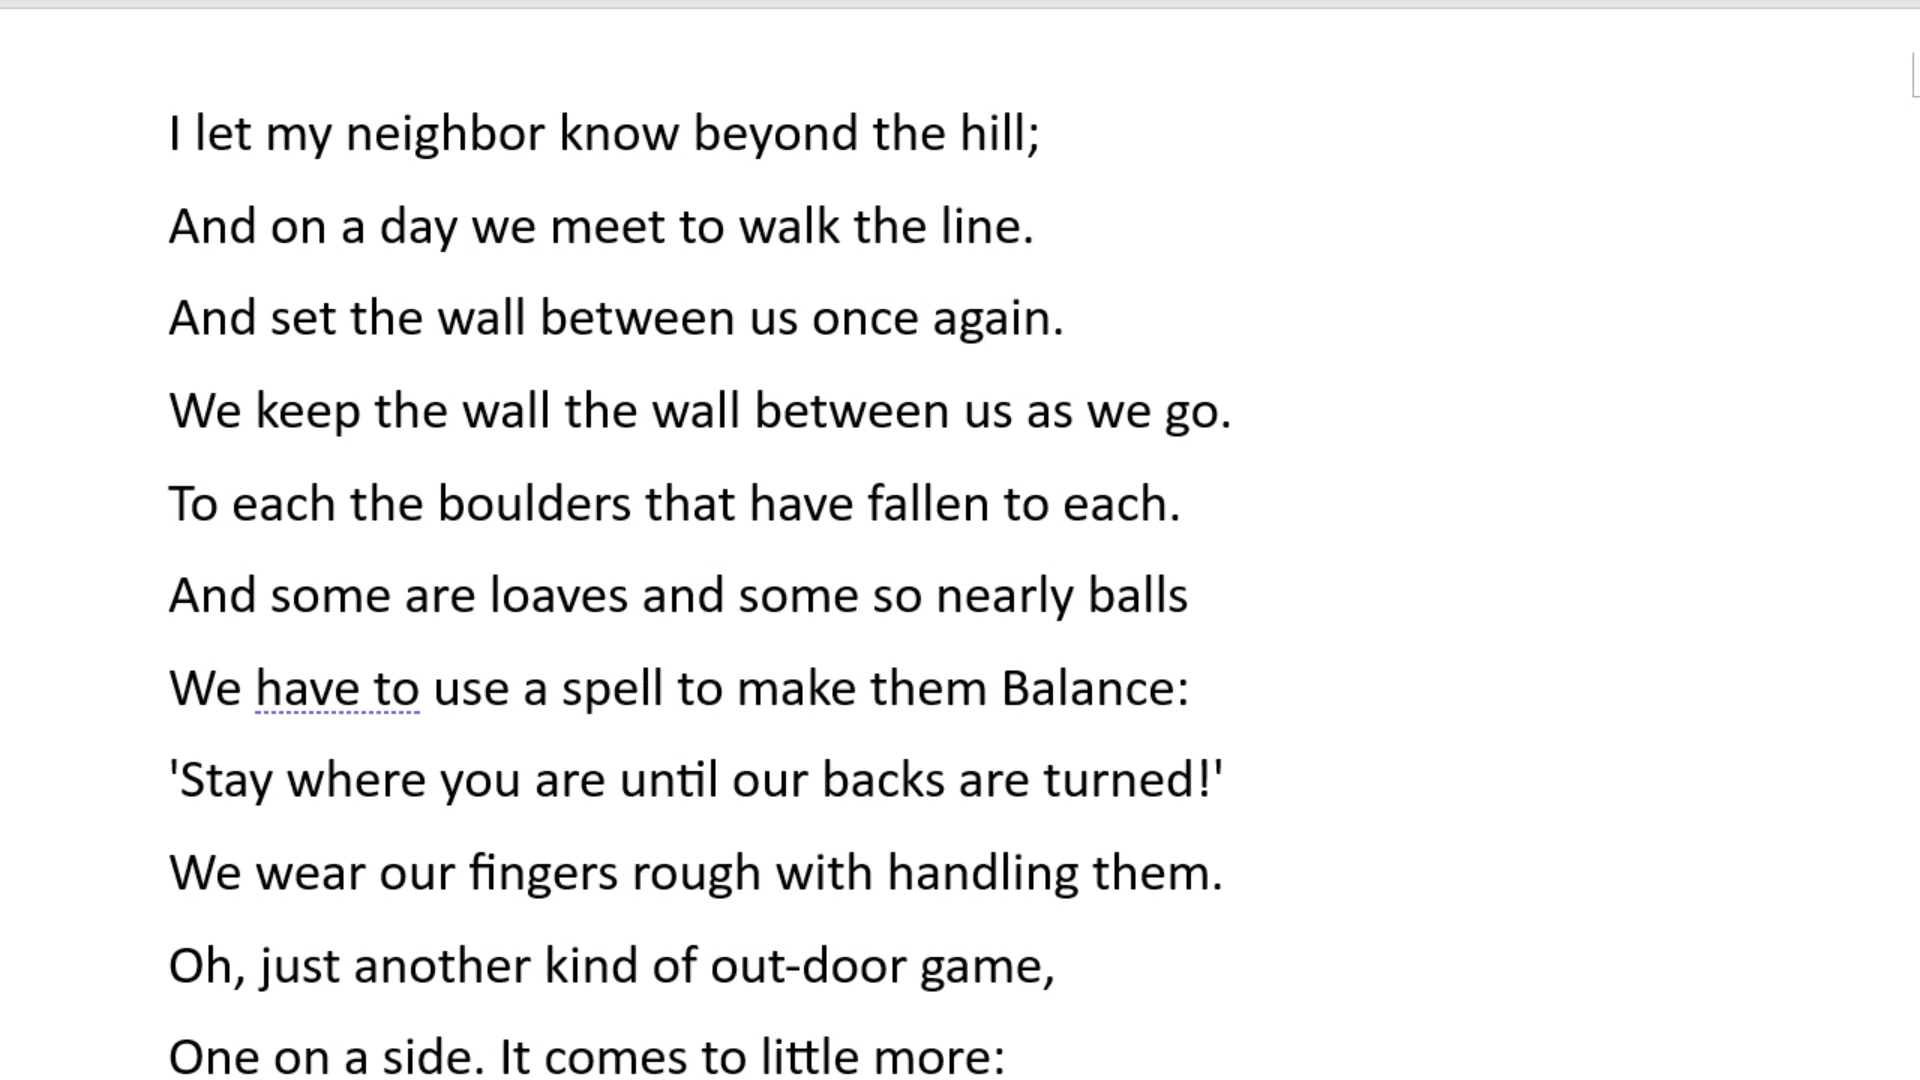 I let my neighbor know beyond the hill;
And on a day we meet to walk the line.
And set the wall between us once again.
We keep the wall the wall between us as we go.
To each the boulders that have fallen to each.
And some are loaves and some so nearly balls
We have to use a spell to make them Balance:
'Stay where you are until our backs are turned!'
We wear our fingers rough with handling them.
Oh, just another kind of out-door game,
One on a side. It comes to little more: